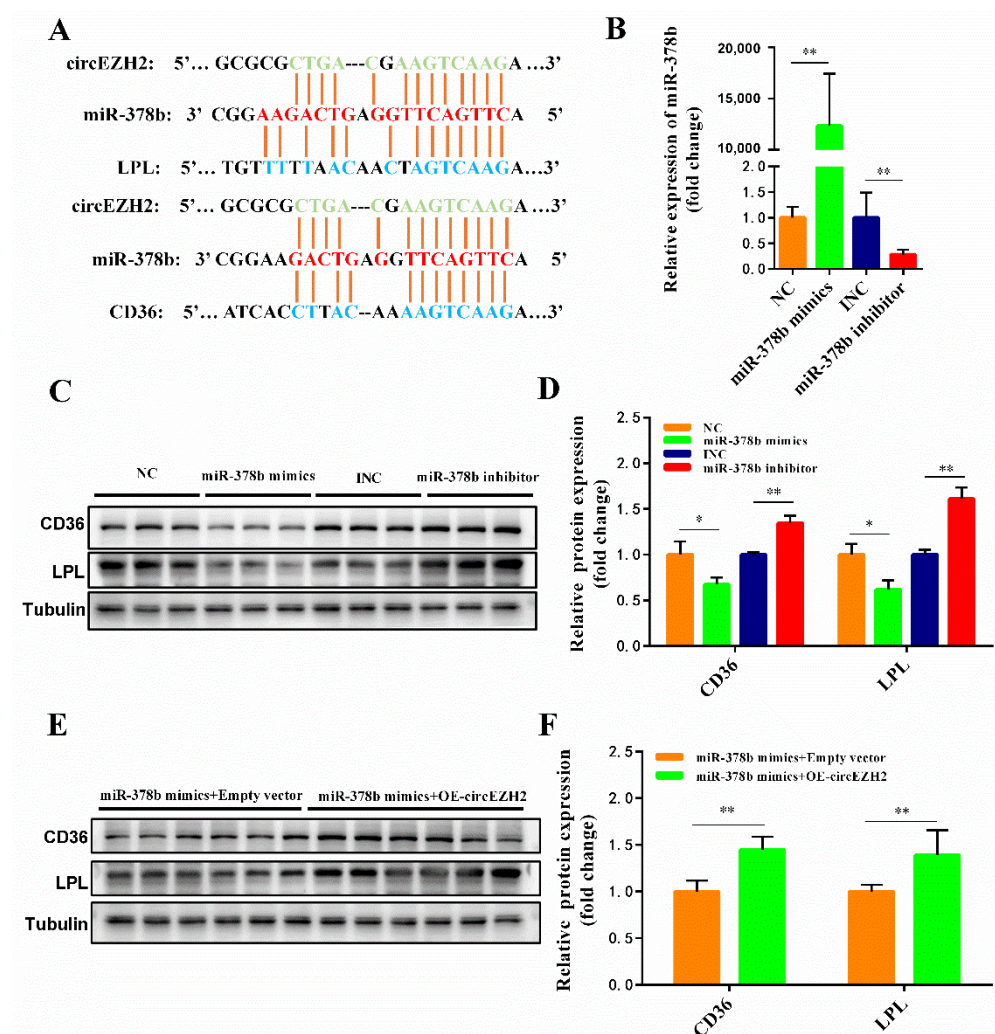 A
circEZH2: 5’... GCGCGCTGA---CGAAGTCAAGA...3’
miR-378b: 3’ CGGAAGACTGAGGTTCAGTTCA 5’
LPL: 5’... TGTTTTTAACAACTAGTCAAGA...3’
circEZH2: 5’... GCGCGCTGA---CGAAGTCAAGA...3’
miR-378b: 3’ CGGAAGACTGAGGTTCAGTTCA 5’
CD36: 5’... ATCACCTTAC--AAAAGTCAAGA...3’
B
Relative expression of miR-378b
(fold change)
20,000
15,000
10,000
2.0
1.5
1.0
0.5
0.0
**
**
NC
miR-378b mimics
INC
miR-378b inhibitor
C
NC miR-378b mimics INC miR-378b inhibitor
CD36
LPL
Tubulin
D
Relative protein expression
(fold change)
2.5
2.0
1.5
1.0
0.5
0.0
NC
miR-378b mimics
INC
miR-378b inhibitor
*
**
*
**
CD36
LPL
E
miR-378b mimics+Empty vector miR-378b mimics+OE-circEZH2
CD36
LPL
Tubulin
F
Relative protein expression
(fold change)
2.5
2.0
1.5
1.0
0.5
0.0
miR-378b mimics+Empty vector
miR-378b mimics+OE-circEZH2
**
**
CD36
LPL